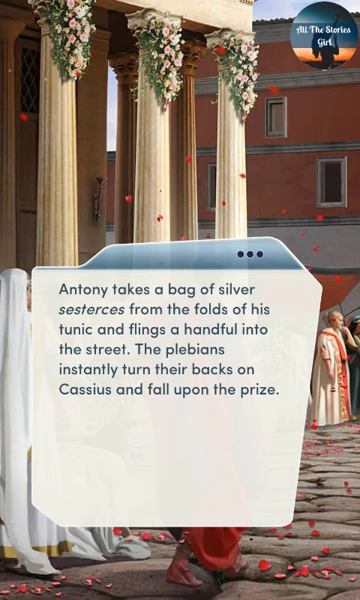 All The Stories
Girl
Antony takes a bag of silver
sesterces from the folds of his
tunic and flings a handful into
the street. The plebians
instantly turn their backs on
Cassius and fall upon the prize.